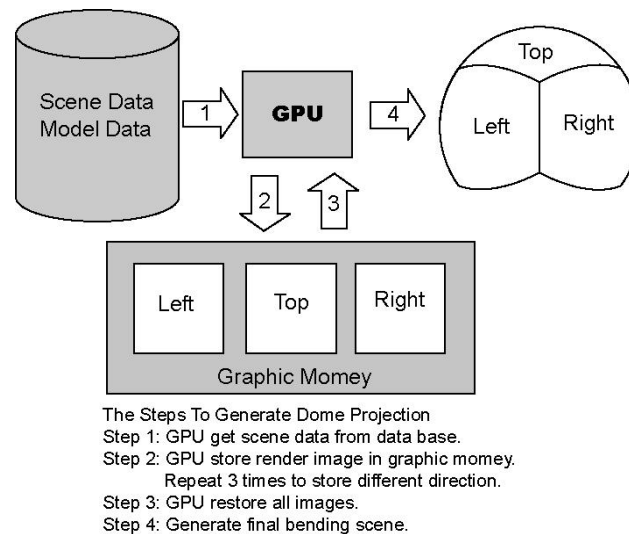 Scene Data
Model Data
1
GPU
4
Top
Left
Right
2
3
Left
Top
Right
Graphic Momey
The Steps To Generate Dome Projection
Step 1: GPU get scene data from data base.
Step 2: GPU store render image in graphic momey.
Repeat 3 times to store different direction.
Step 3: GPU restore all images.
Step 4: Generate final bending scene.